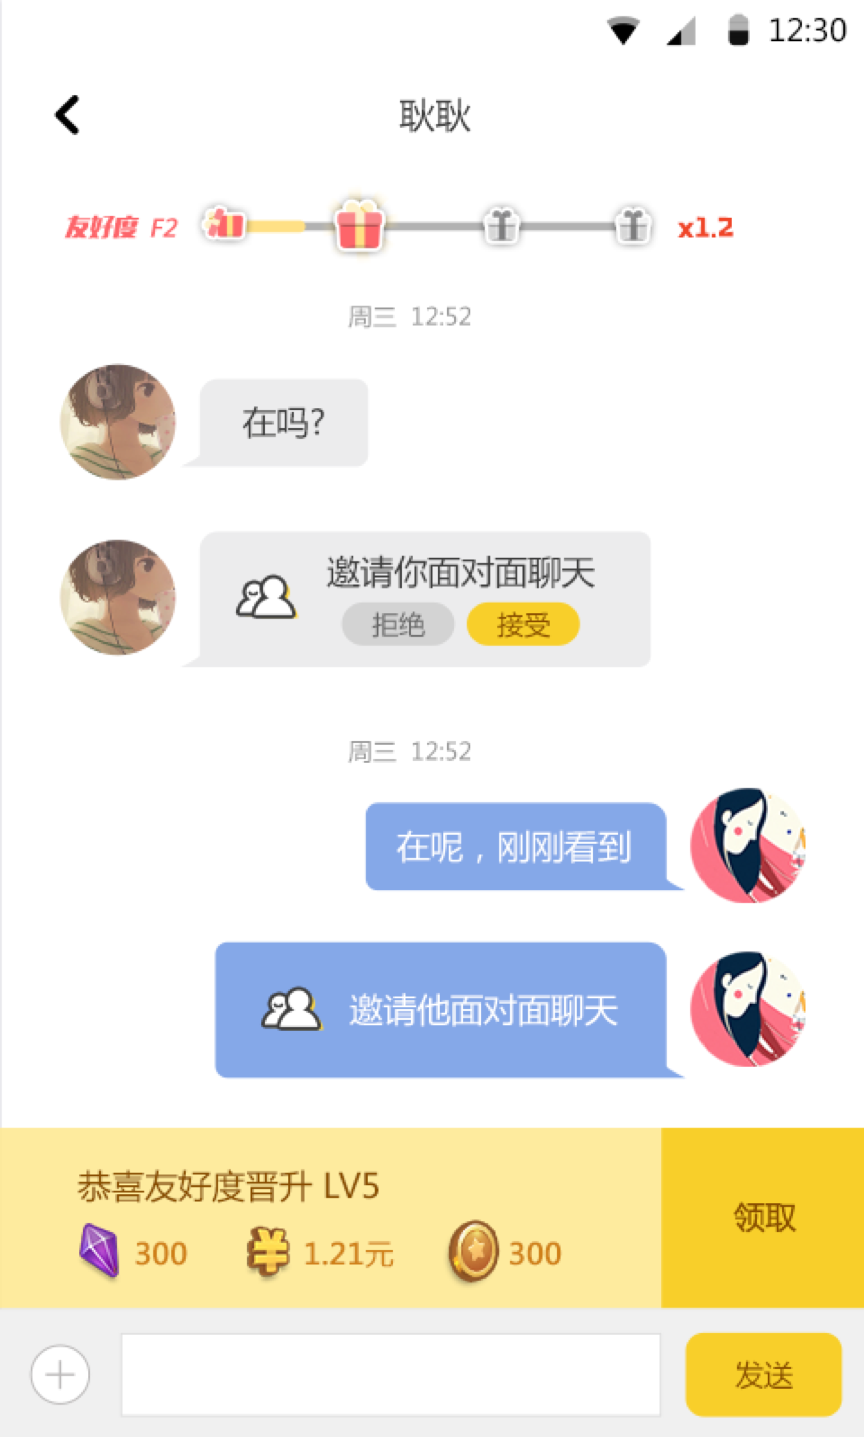 12:30
耿耿
友好度 F2 x1.2
周三 12:52
在吗?
邀请你面对面聊天
拒绝 接受
周三 12:52
在呢，刚刚看到
邀请他面对面聊天
恭喜友好度晋升 LV5
300 1.21元 300
领取
发送